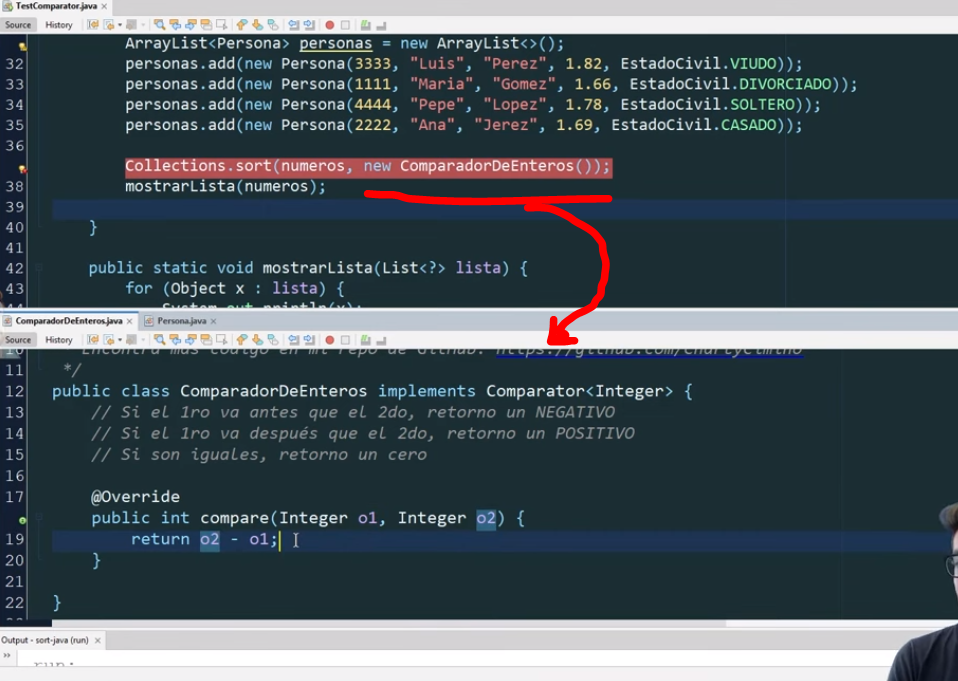 TestComparator.java ×
Source History
ArrayList<Persona> personas = new ArrayList<>();
32 personas.add(new Persona(3333, "Luis", "Perez", 1.82, EstadoCivil.VIUDO));
33 personas.add(new Persona(1111, "Maria", "Gomez", 1.66, EstadoCivil.DIVORCIADO));
34 personas.add(new Persona(4444, "Pepe", "Lopez", 1.78, EstadoCivil.SOLTERO));
35 personas.add(new Persona(2222, "Ana", "Jerez", 1.69, EstadoCivil.CASADO));
36
Collections.sort(numeros, new ComparadorDeEnteros());
38 mostrarLista(numeros);
39
40 }
41
42 public static void mostrarLista(List<?> lista) {
43 for (Object x : lista) {
44 System.out.println(x);
ComparadorDeEnteros.java × Persona.java ×
Source History
10 Encontrá más código en mi repo de GitHub: https://github.com/CharlyCimino
11 */
12 public class ComparadorDeEnteros implements Comparator<Integer> {
13 // Si el 1ro va antes que el 2do, retorno un NEGATIVO
14 // Si el 1ro va después que el 2do, retorno un POSITIVO
15 // Si son iguales, retorno un cero
16
17 @Override
public int compare(Integer o1, Integer o2) {
19 return o2 - o1;
20 }
21
22 }
Output - sort-java (run) ×
run: